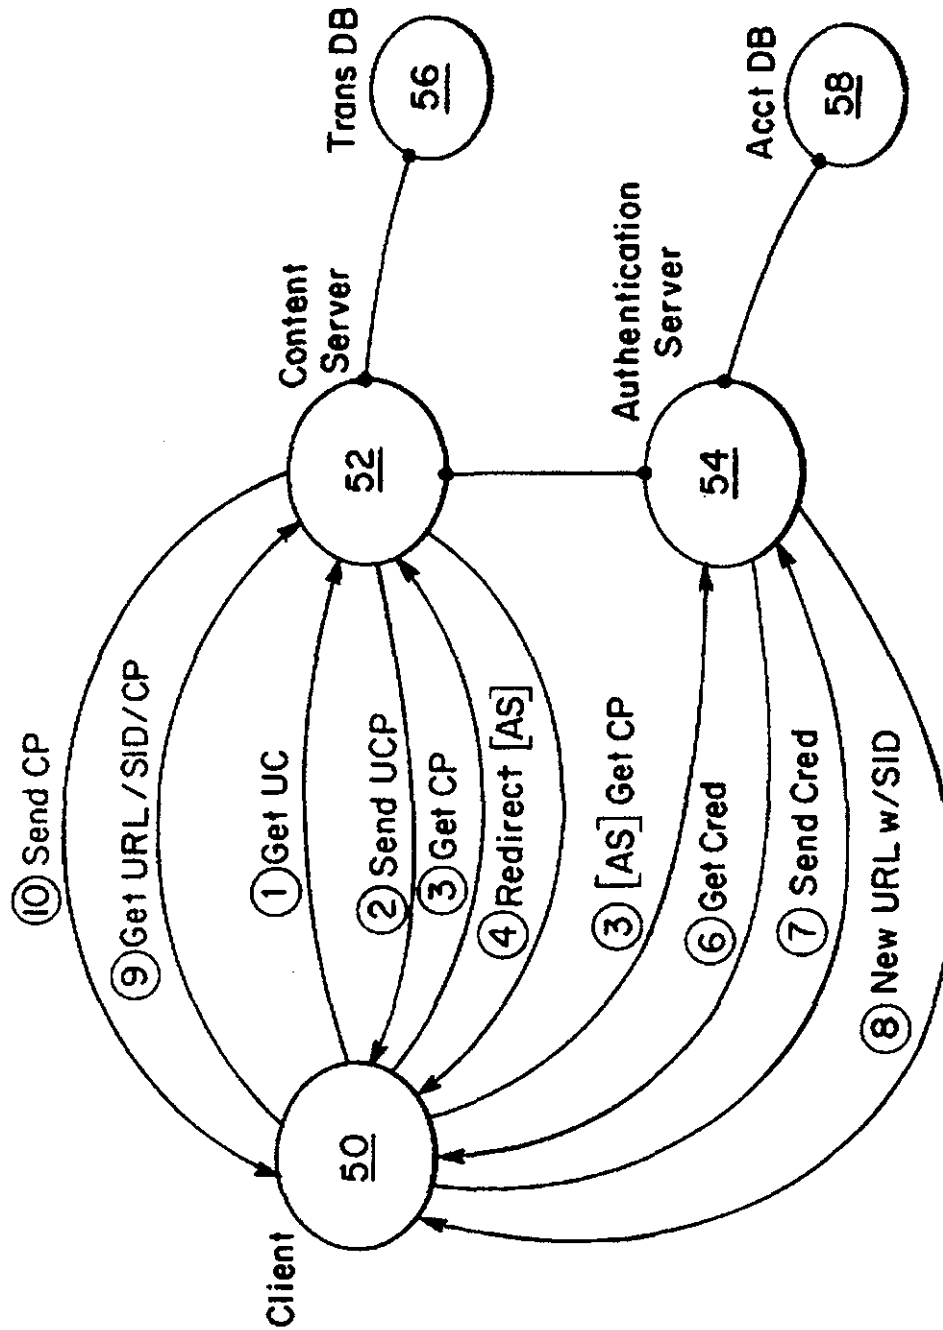 ⑩ Send CP
⑨ Get URL/SID/CP
① Get UC
② Send UCP
③ Get CP
④ Redirect [AS]
③ [AS] Get CP
⑥ Get Cred
⑦ Send Cred
⑧ New URL w/SID
Client
50
Content
Server
52
Trans DB
56
Authentication
Server
54
Acct DB
58